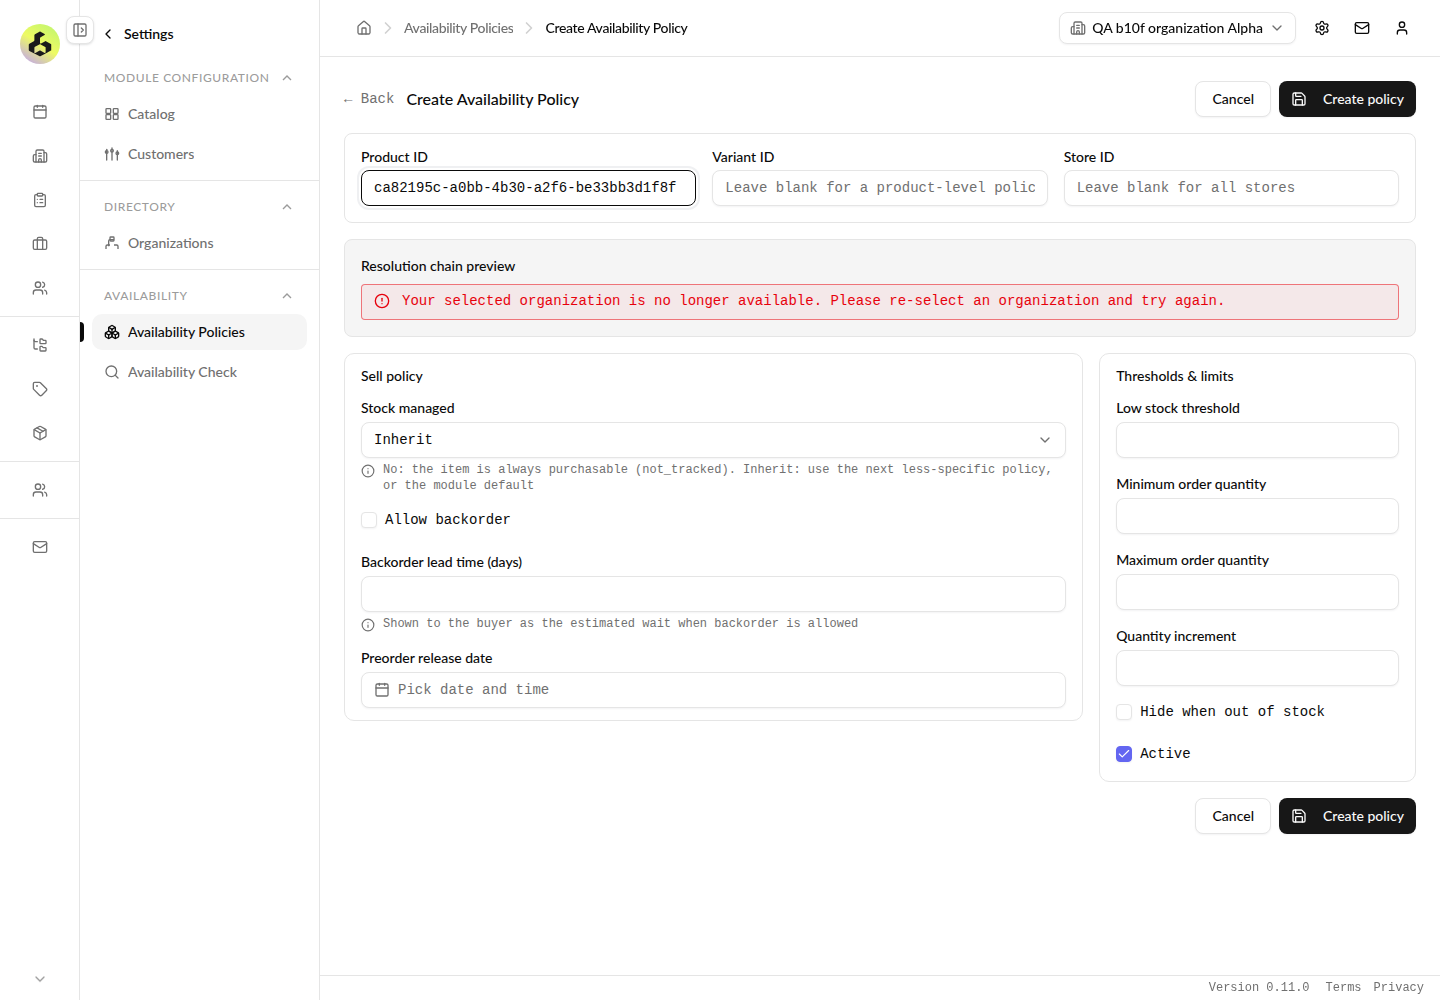 Settings
MODULE CONFIGURATION
Catalog
Customers
DIRECTORY
Organizations
AVAILABILITY
Availability Policies
Availability Check
Availability Policies
Create Availability Policy
QA b10f organization Alpha
← Back
Create Availability Policy
Cancel
Create policy
Product ID
Variant ID
Store ID
ca82195c-a0bb-4b30-a2f6-be33bb3d1f8f
Leave blank for a product-level polic
Leave blank for all stores
Resolution chain preview
Your selected organization is no longer available. Please re-select an organization and try again.
Sell policy
Stock managed
Inherit
No: the item is always purchasable (not_tracked). Inherit: use the next less-specific policy,
or the module default
Allow backorder
Backorder lead time (days)
Shown to the buyer as the estimated wait when backorder is allowed
Preorder release date
Pick date and time
Thresholds & limits
Low stock threshold
Minimum order quantity
Maximum order quantity
Quantity increment
Hide when out of stock
Active
Cancel
Create policy
Version 0.11.0
Terms
Privacy